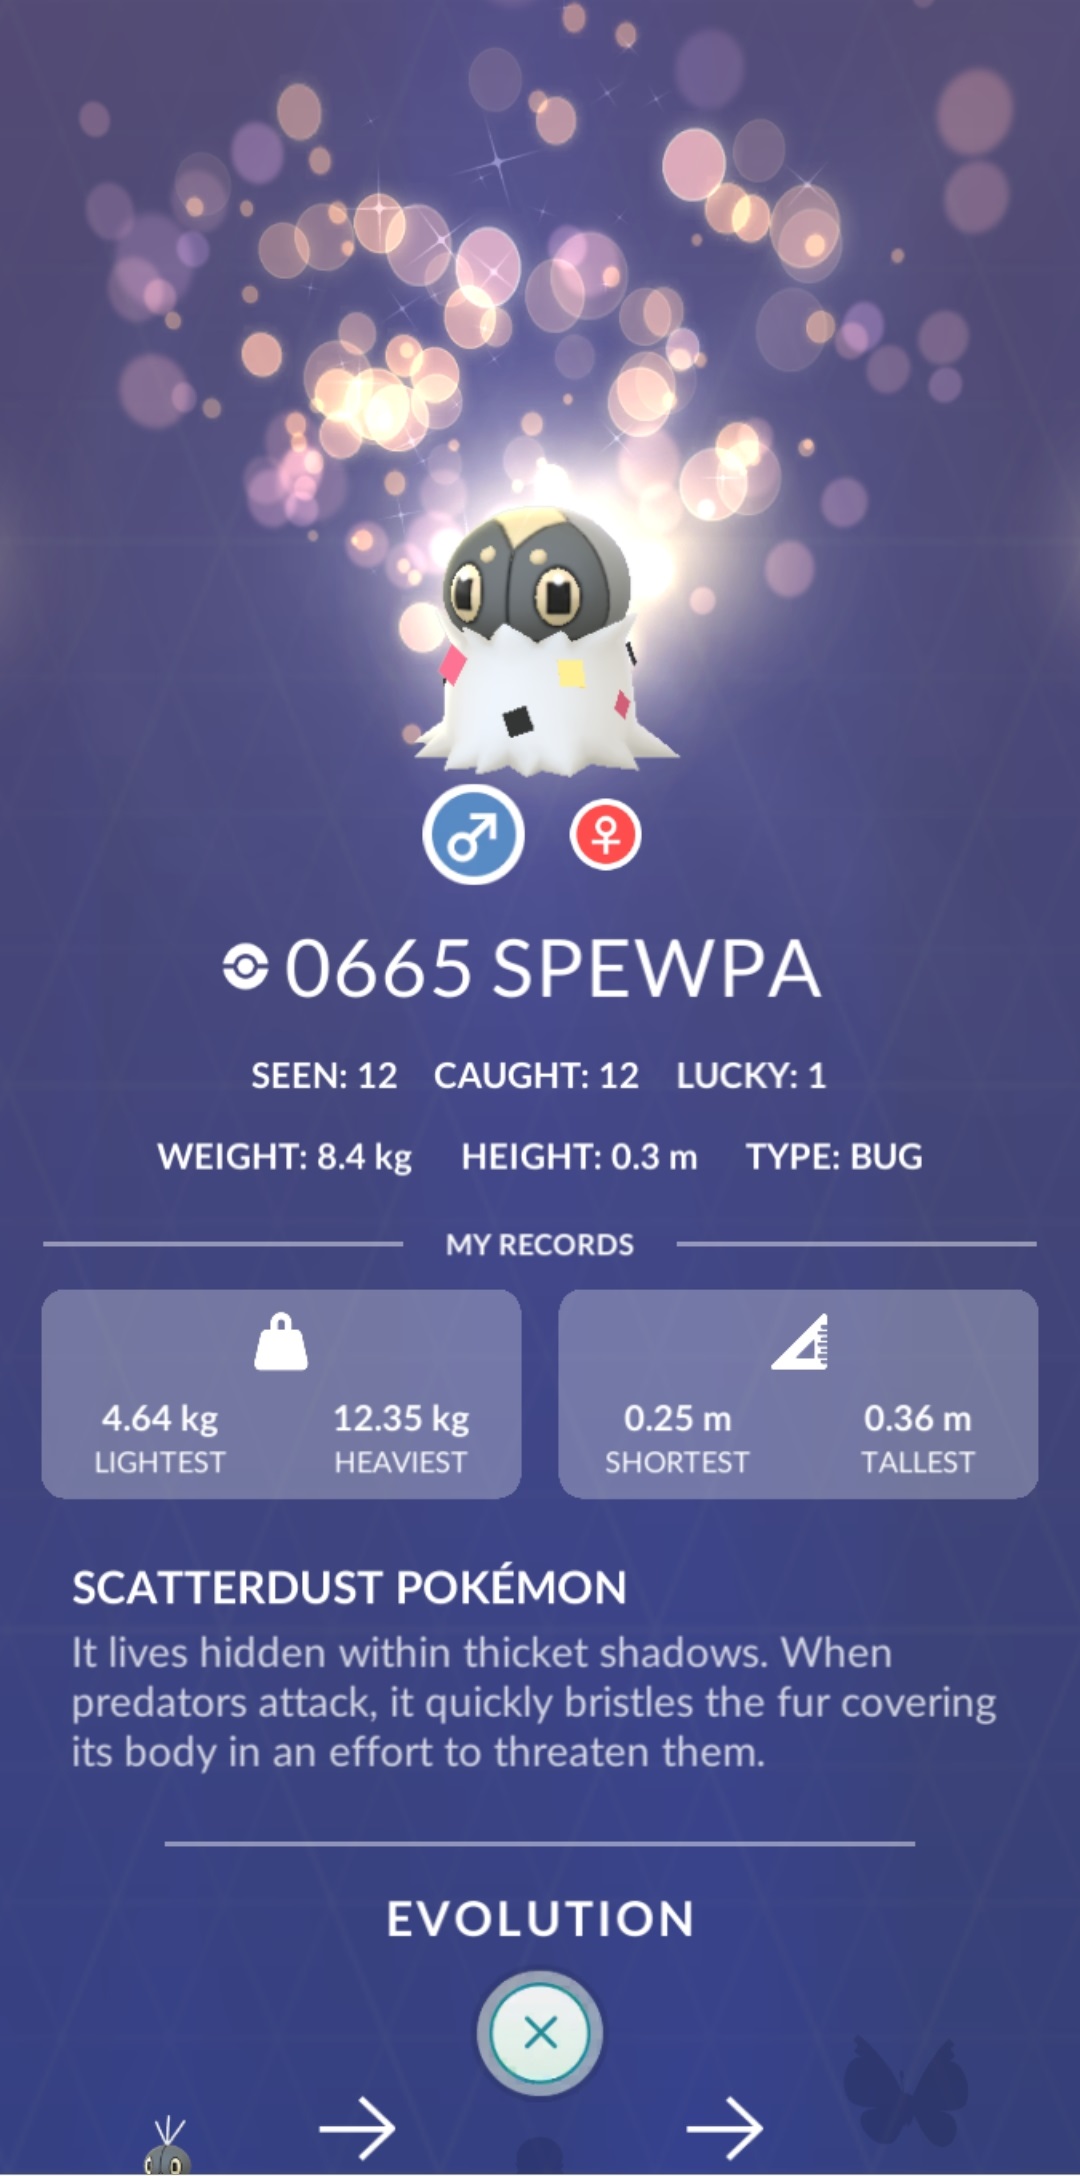 0665 SPEWPA
SEEN: 12 CAUGHT: 12 LUCKY: 1
WEIGHT: 8.4 kg HEIGHT: 0.3 m TYPE: BUG
MY RECORDS
4.64 kg 12.35 kg 0.25 m 0.36 m
LIGHTEST HEAVIEST SHORTEST TALLEST
SCATTERDUST POKÉMON
It lives hidden within thicket shadows. When
predators attack, it quickly bristles the fur covering
its body in an effort to threaten them.
EVOLUTION